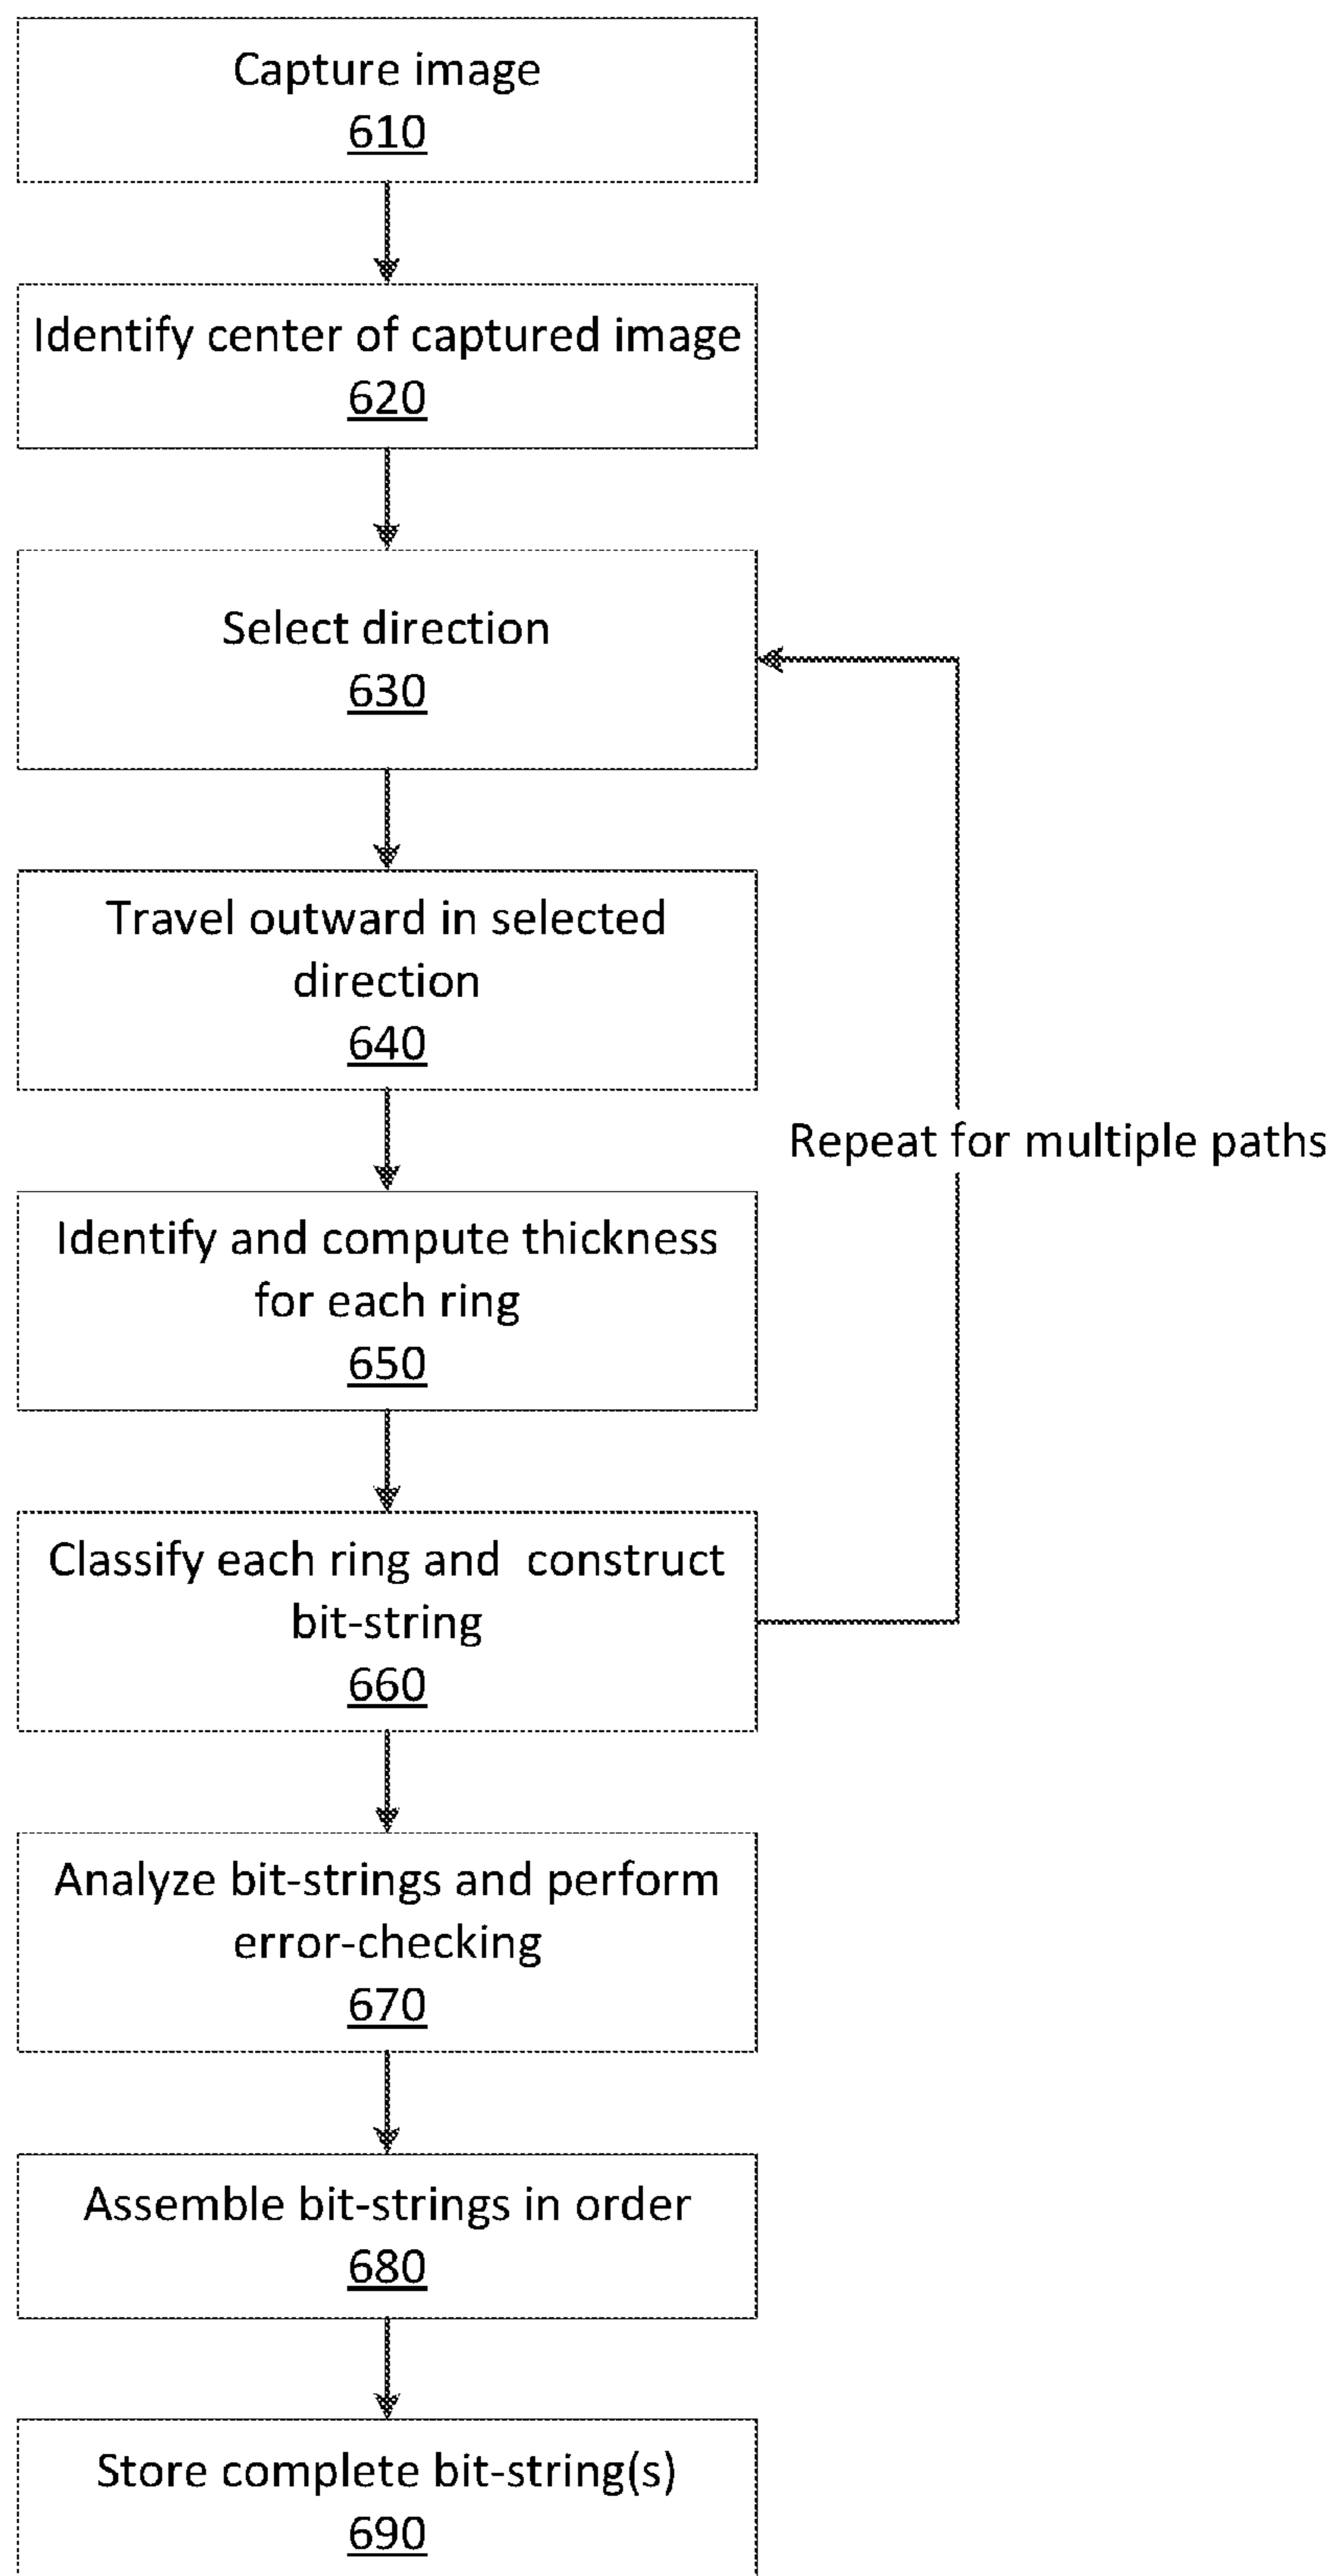 Capture image
610
Identify center of captured image
620
Select direction
630
Travel outward in selected
direction
640
Repeat for multiple paths
Identify and compute thickness
for each ring
650
Classify each ring and construct
bit-string
660
Analyze bit-strings and perform
error-checking
670
Assemble bit-strings in order
680
Store complete bit-string(s)
690